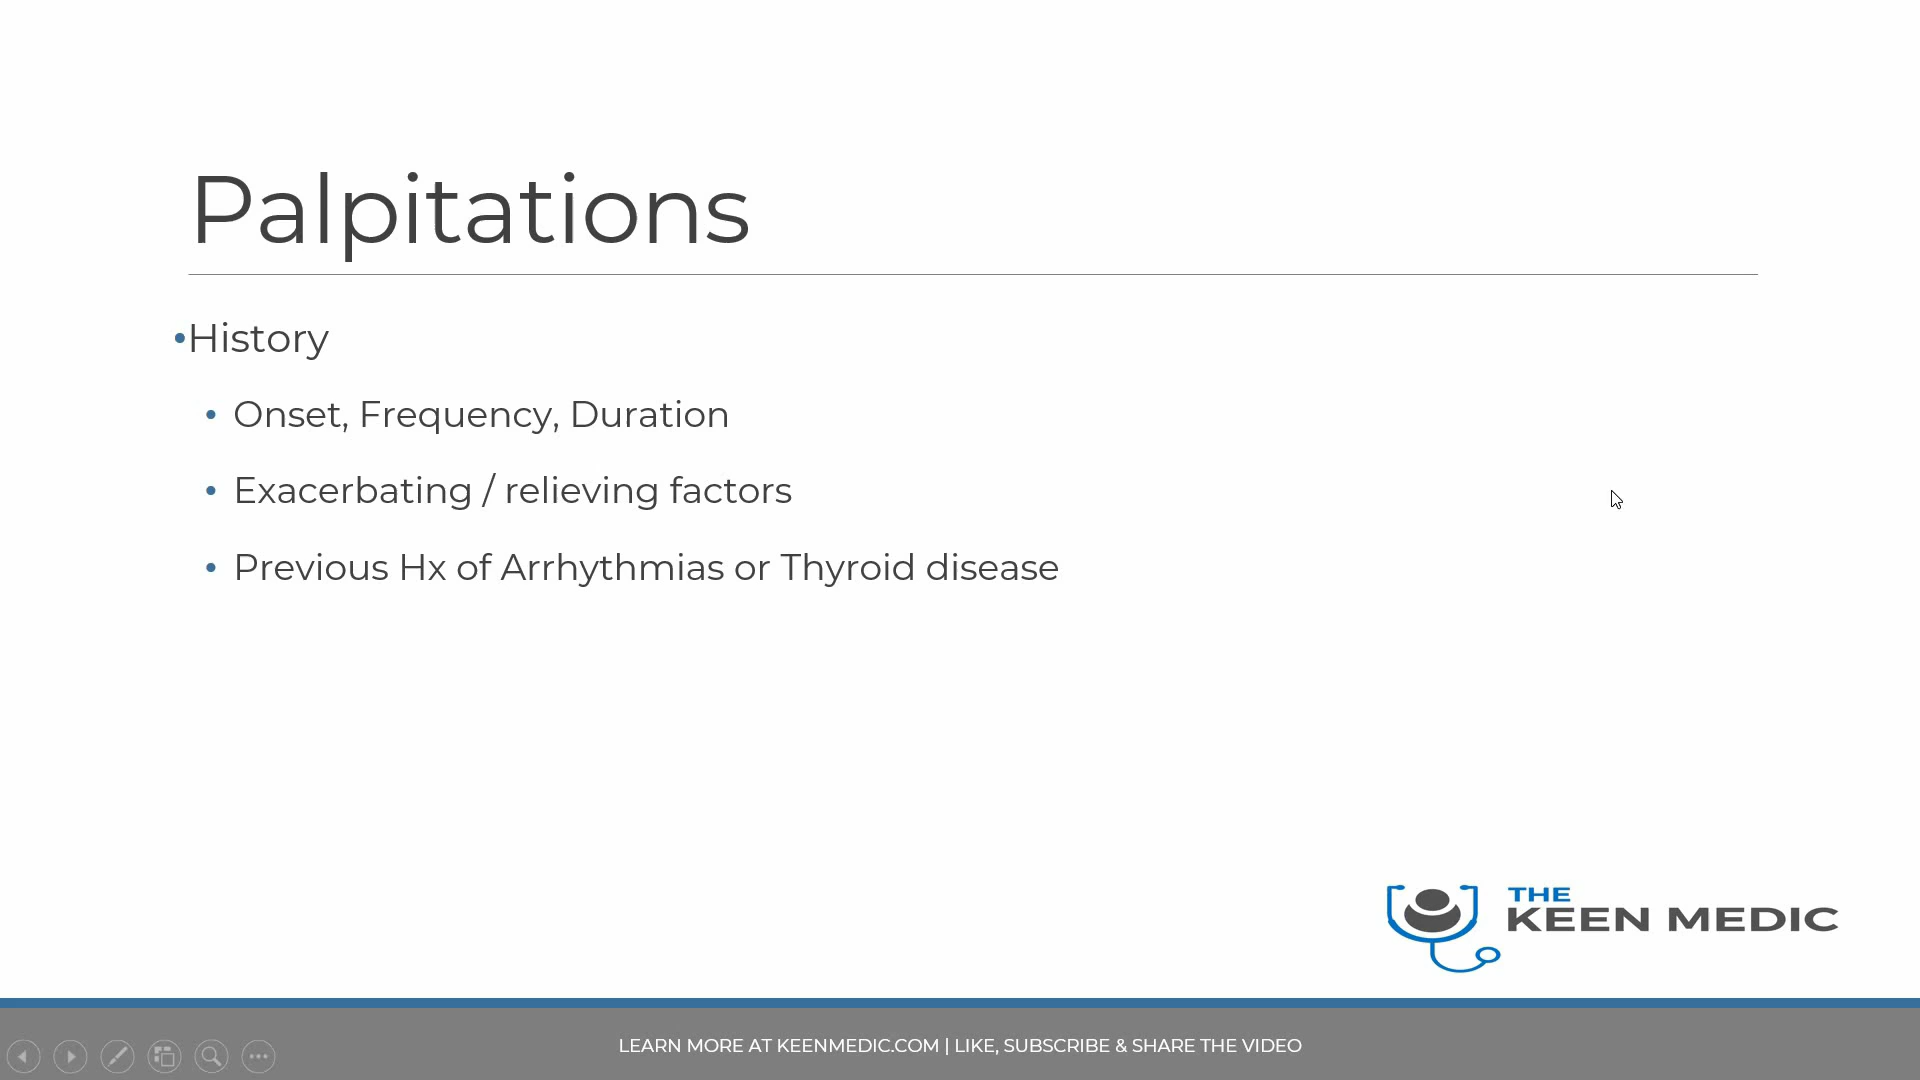 Palpitations
•History
• Onset, Frequency, Duration
• Exacerbating / relieving factors
• Previous Hx of Arrhythmias or Thyroid disease
THE
KEEN MEDIC
LEARN MORE AT KEENMEDIC.COM | LIKE, SUBSCRIBE & SHARE THE VIDEO